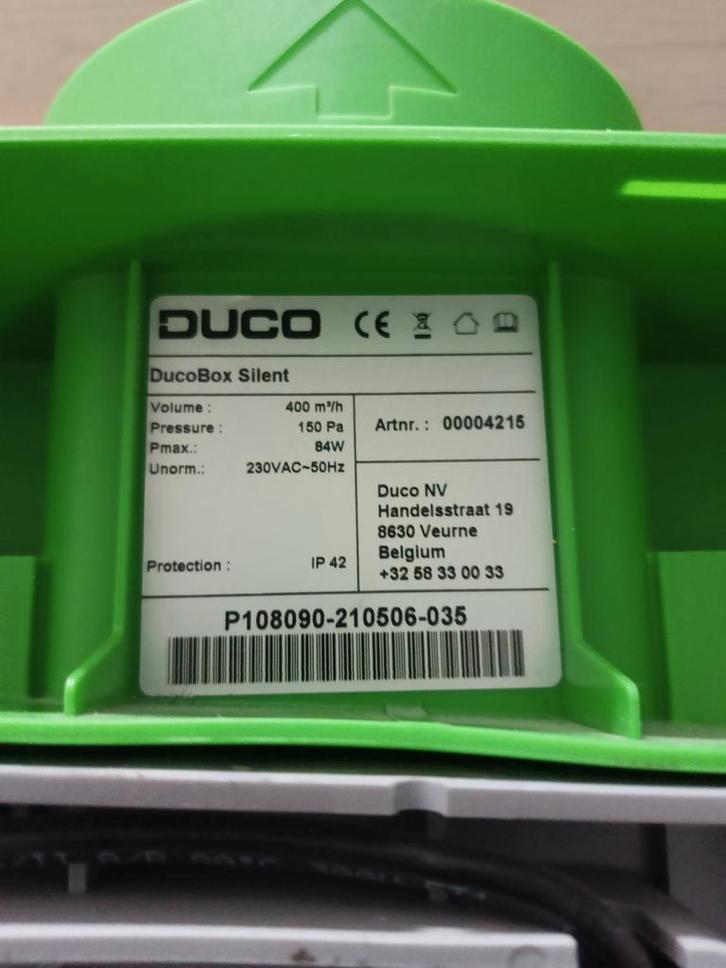 DUCO CE
DucoBox Silent
Volume : 400 m³/h
Pressure : 150 Pa
Pmax.: 84W
Unorm.: 230VAC~50Hz
Protection : IP 42
Artnr. : 00004215
Duco NV
Handelsstraat 19
8630 Veurne
Belgium
+32 58 33 00 33
P108090-210506-035